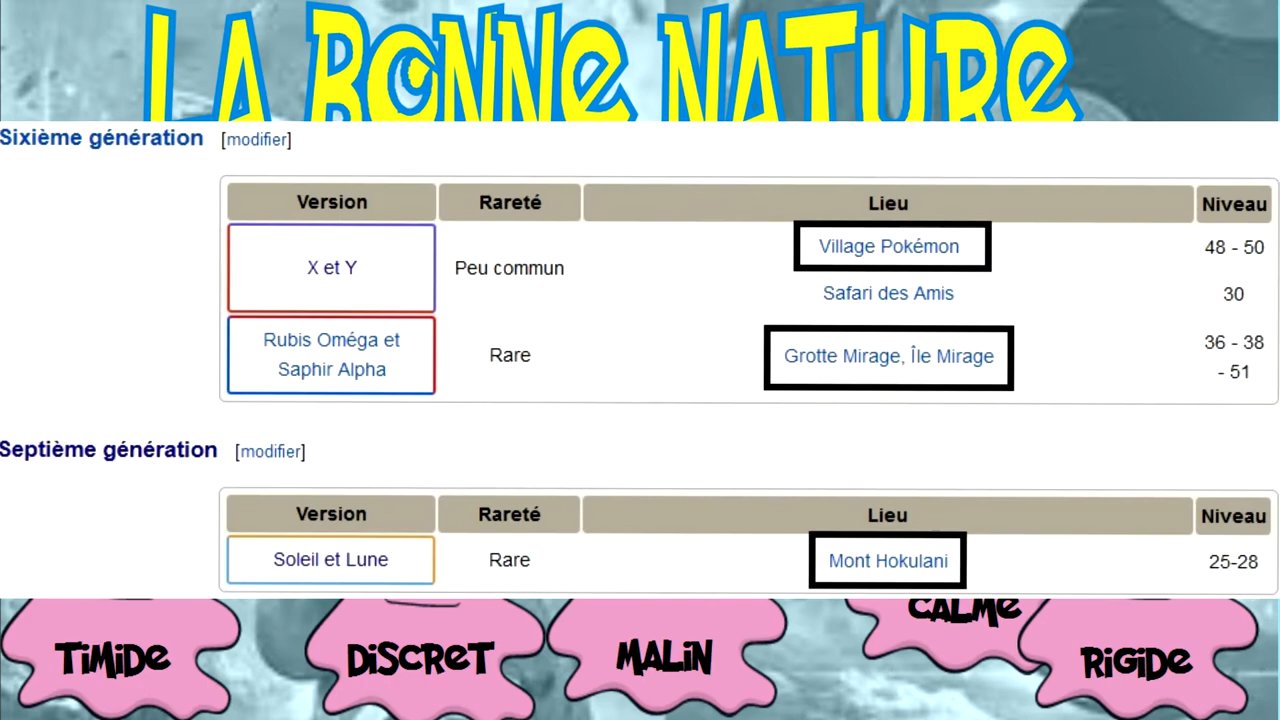 LA BONNE NATURE
Sixième génération [modifier]
Version Rareté Lieu Niveau
X et Y Peu commun Village Pokémon 48 - 50
Safari des Amis 30
Rubis Oméga et Saphir Alpha Rare Grotte Mirage, Île Mirage 36 - 38 - 51
Septième génération [modifier]
Version Rareté Lieu Niveau
Soleil et Lune Rare Mont Hokulani 25-28
TiMiDE DiSCRET MALiN CALME RiGiDE